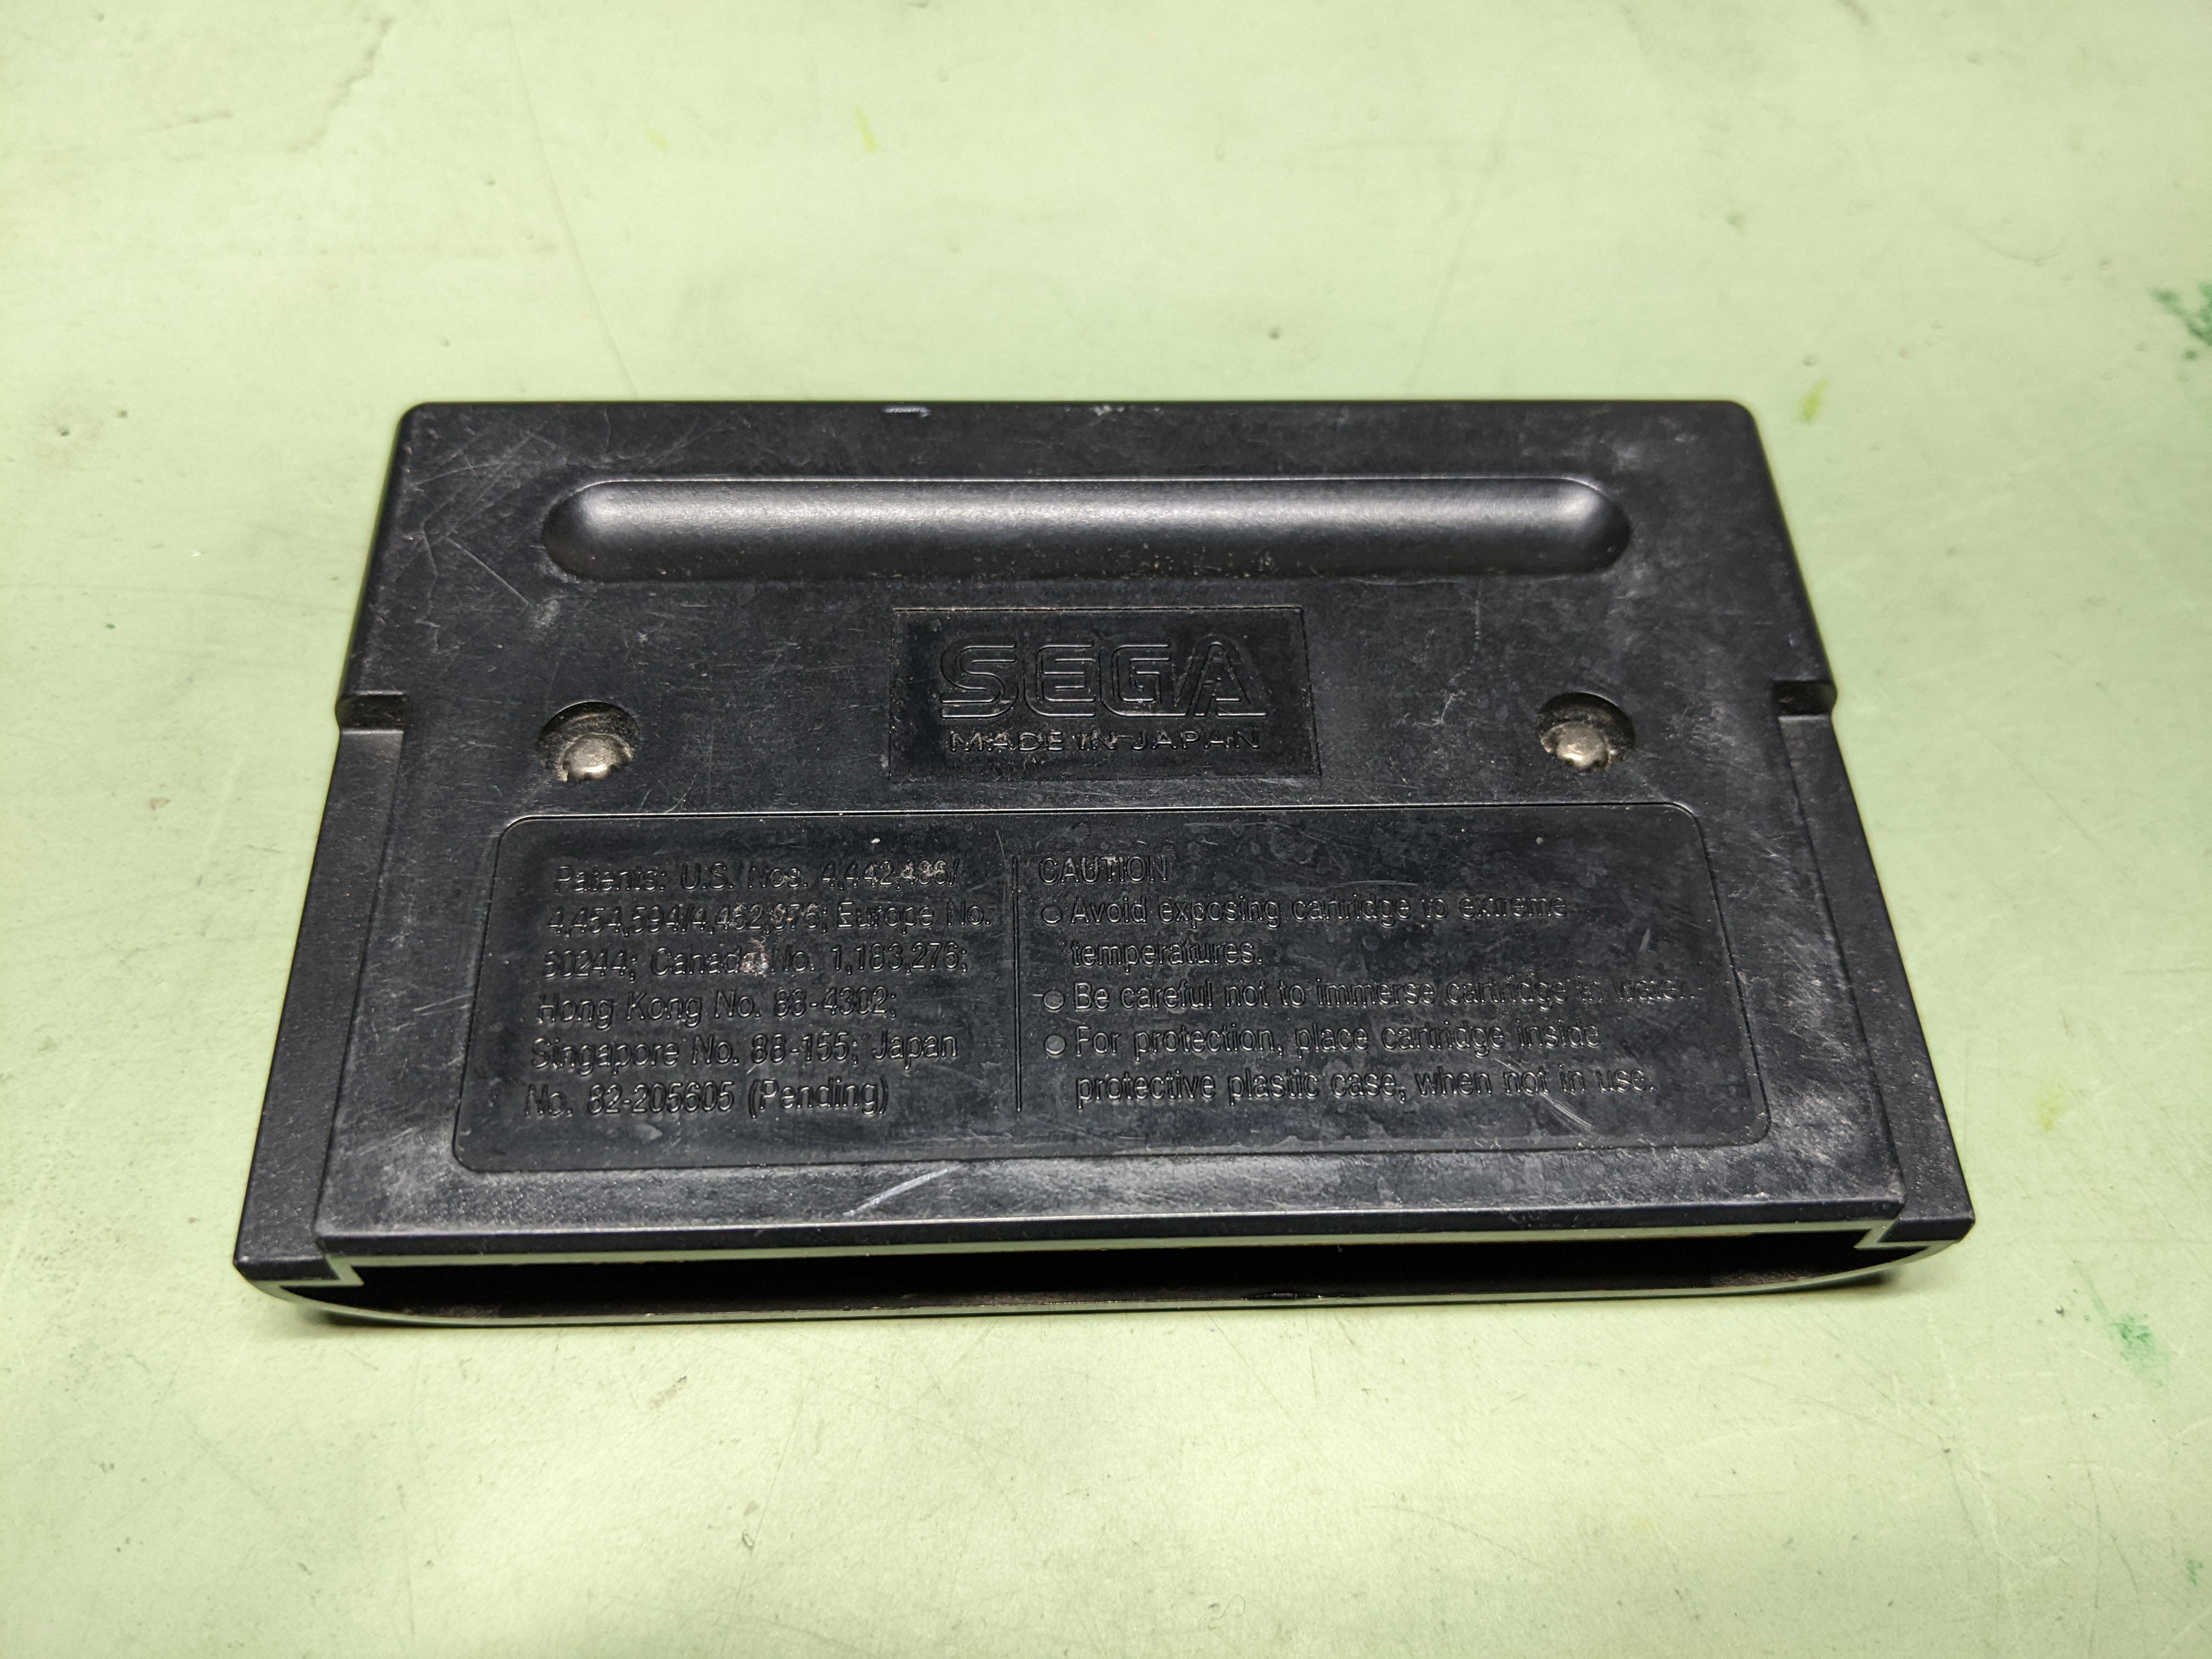 SEGA
MADE IN JAPAN
Patents: U.S. Nos. 4,442,486/
4,454,594/4,462,076; Europe No.
80244; Canada No. 1,183,276;
Hong Kong No. 88-4302;
Singapore No. 88-155; Japan
No. 82-205605 (Pending)
CAUTION
○ Avoid exposing cartridge to extreme
temperatures.
○ Be careful not to immerse cartridge in water.
○ For protection, place cartridge inside
protective plastic case, when not in use.